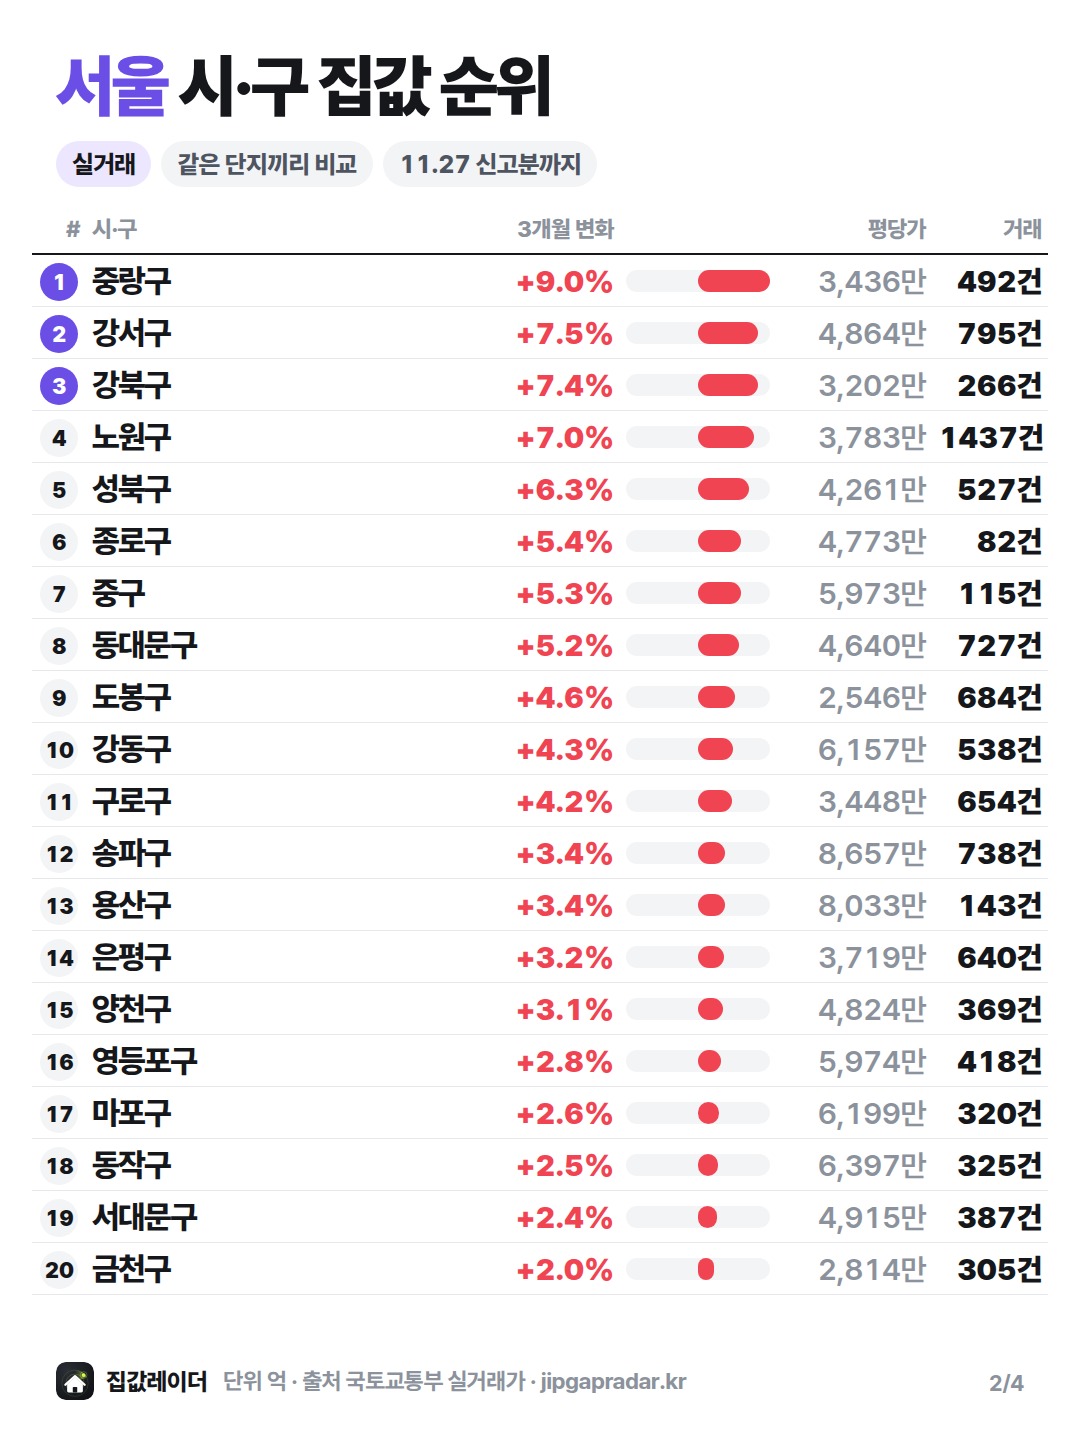 서울 시·구 집값 순위
실거래 같은 단지끼리 비교 11.27 신고분까지
# 시·구 3개월 변화 평당가 거래
1 중랑구 +9.0% 3,436만 492건
2 강서구 +7.5% 4,864만 795건
3 강북구 +7.4% 3,202만 266건
4 노원구 +7.0% 3,783만 1437건
5 성북구 +6.3% 4,261만 527건
6 종로구 +5.4% 4,773만 82건
7 중구 +5.3% 5,973만 115건
8 동대문구 +5.2% 4,640만 727건
9 도봉구 +4.6% 2,546만 684건
10 강동구 +4.3% 6,157만 538건
11 구로구 +4.2% 3,448만 654건
12 송파구 +3.4% 8,657만 738건
13 용산구 +3.4% 8,033만 143건
14 은평구 +3.2% 3,719만 640건
15 양천구 +3.1% 4,824만 369건
16 영등포구 +2.8% 5,974만 418건
17 마포구 +2.6% 6,199만 320건
18 동작구 +2.5% 6,397만 325건
19 서대문구 +2.4% 4,915만 387건
20 금천구 +2.0% 2,814만 305건
집값레이더 단위 억 · 출처 국토교통부 실거래가 · jipgapradar.kr 2/4